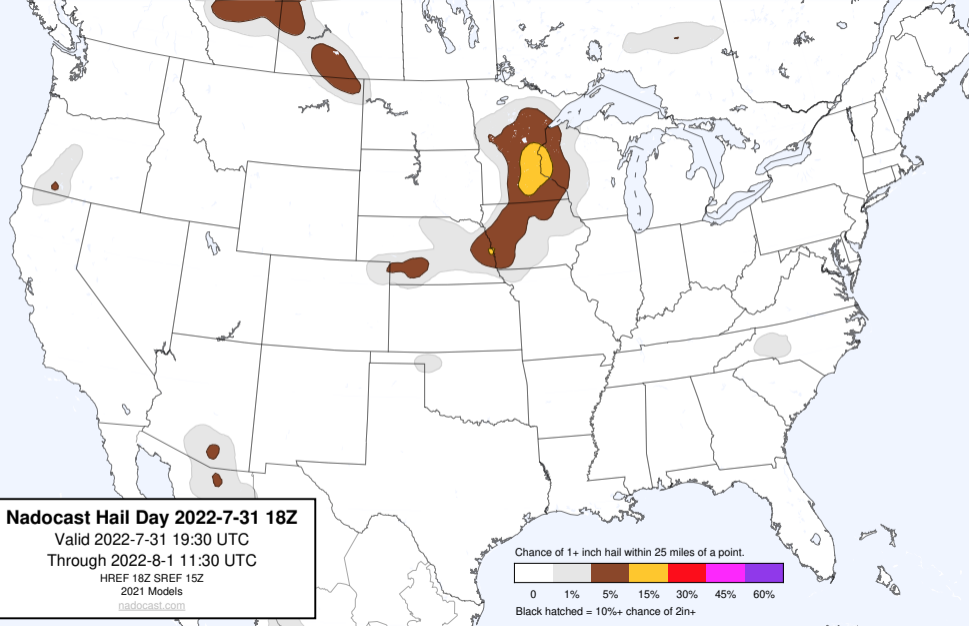 Nadocast Hail Day 2022-7-31 18Z
Valid 2022-7-31 19:30 UTC
Through 2022-8-1 11:30 UTC
HREF 18Z SREF 15Z
2021 Models
nadocast.com
Chance of 1+ inch hail within 25 miles of a point.
0 1% 5% 15% 30% 45% 60%
Black hatched = 10%+ chance of 2in+